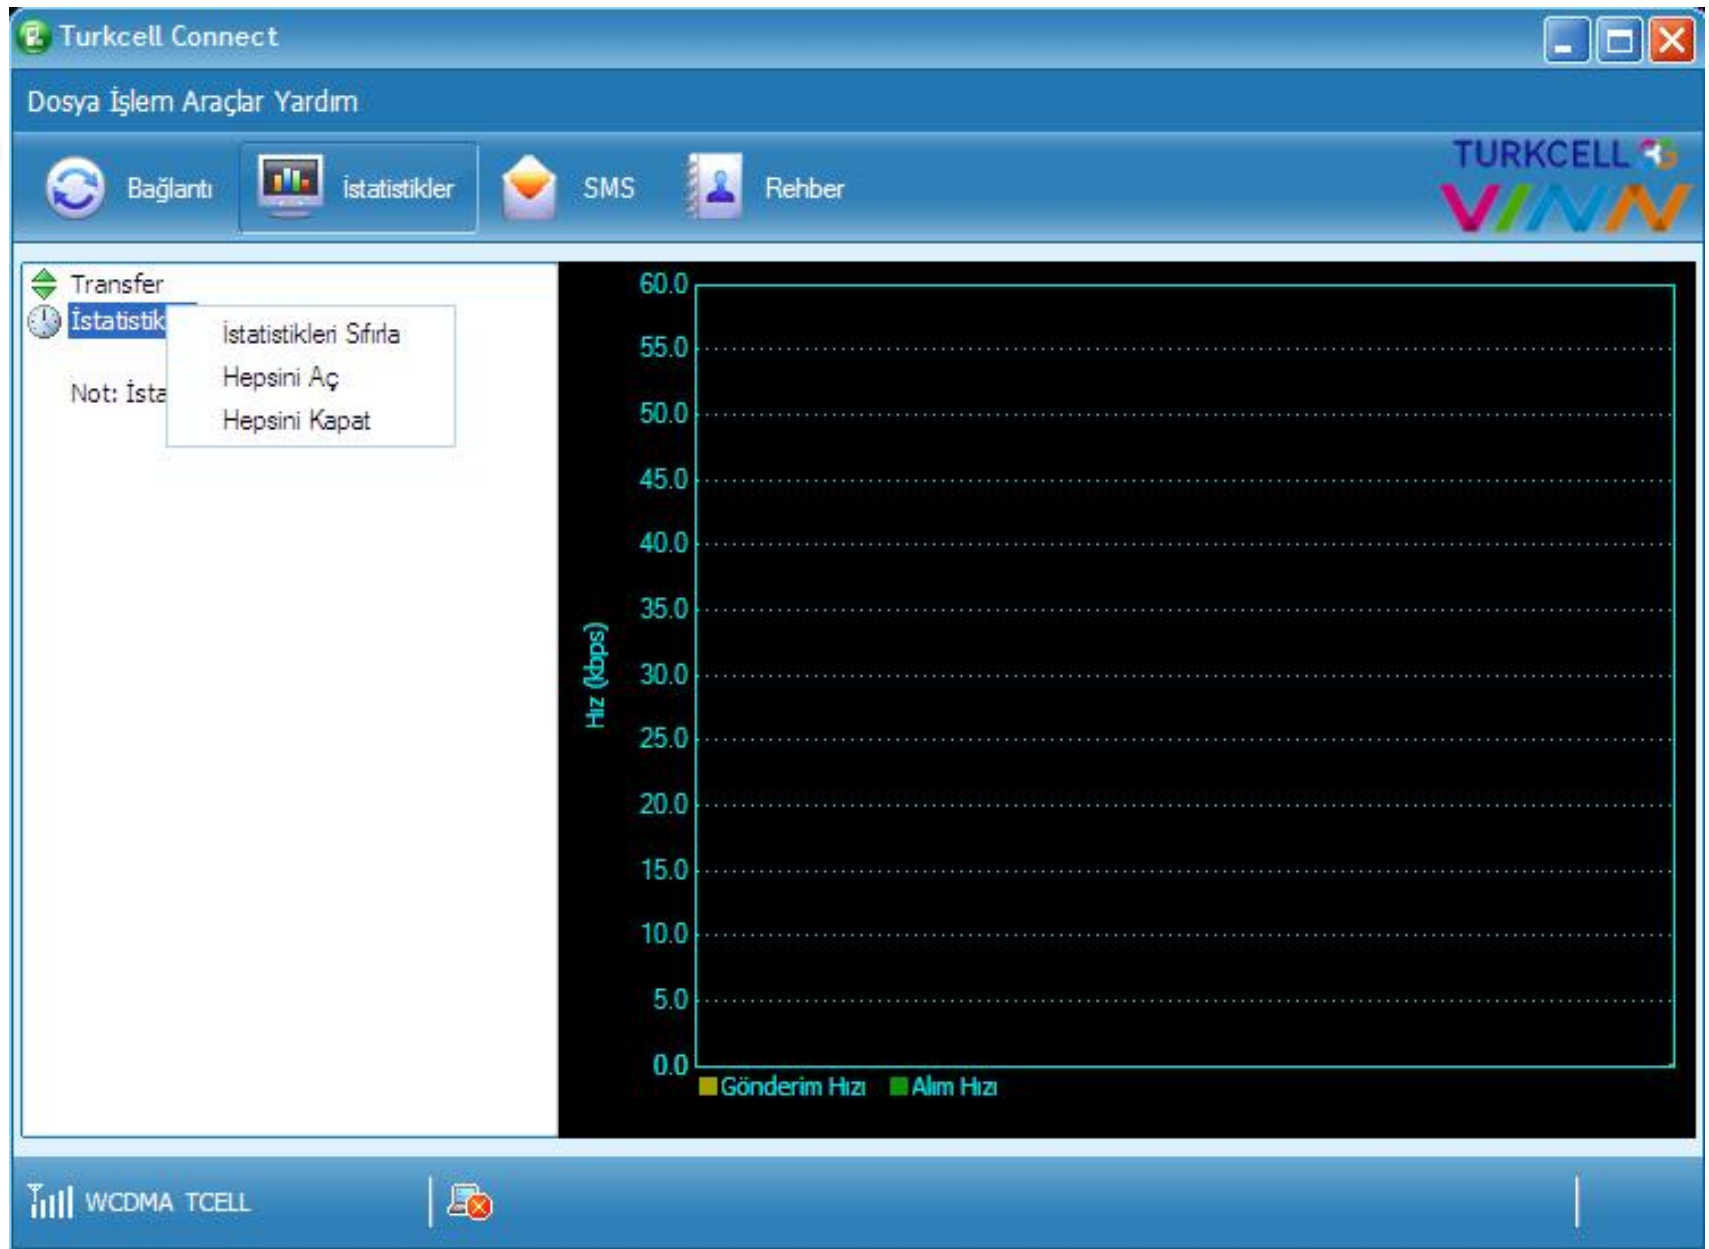 Turkcell Connect
Dosya İşlem Araçlar Yardım
Bağlantı İstatistikler SMS Rehber
TURKCELL 3G
VINN
Transfer
İstatistik
İstatistikleri Sıfırla
Hepsini Aç
Not: İsta
Hepsini Kapat
60.0
55.0
50.0
45.0
40.0
35.0
30.0
25.0
20.0
15.0
10.0
5.0
0.0
Hız (kbps)
Gönderim Hızı Alım Hızı
WCDMA TCELL